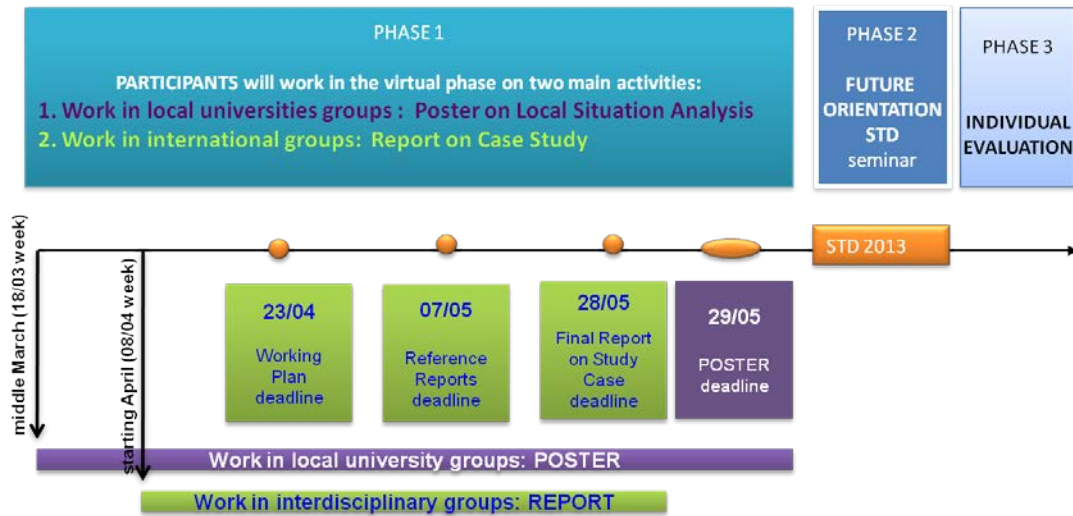 PHASE 1
PARTICIPANTS will work in the virtual phase on two main activities:
1. Work in local universities groups : Poster on Local Situation Analysis
2. Work in international groups: Report on Case Study
PHASE 2
FUTURE
ORIENTATION
STD
seminar
PHASE 3
INDIVIDUAL
EVALUATION
middle March (18/03 week)
starting April (08/04 week)
STD 2013
23/04
Working
Plan
deadline
07/05
Reference
Reports
deadline
28/05
Final Report
on Study
Case
deadline
29/05
POSTER
deadline
Work in local university groups: POSTER
Work in interdisciplinary groups: REPORT